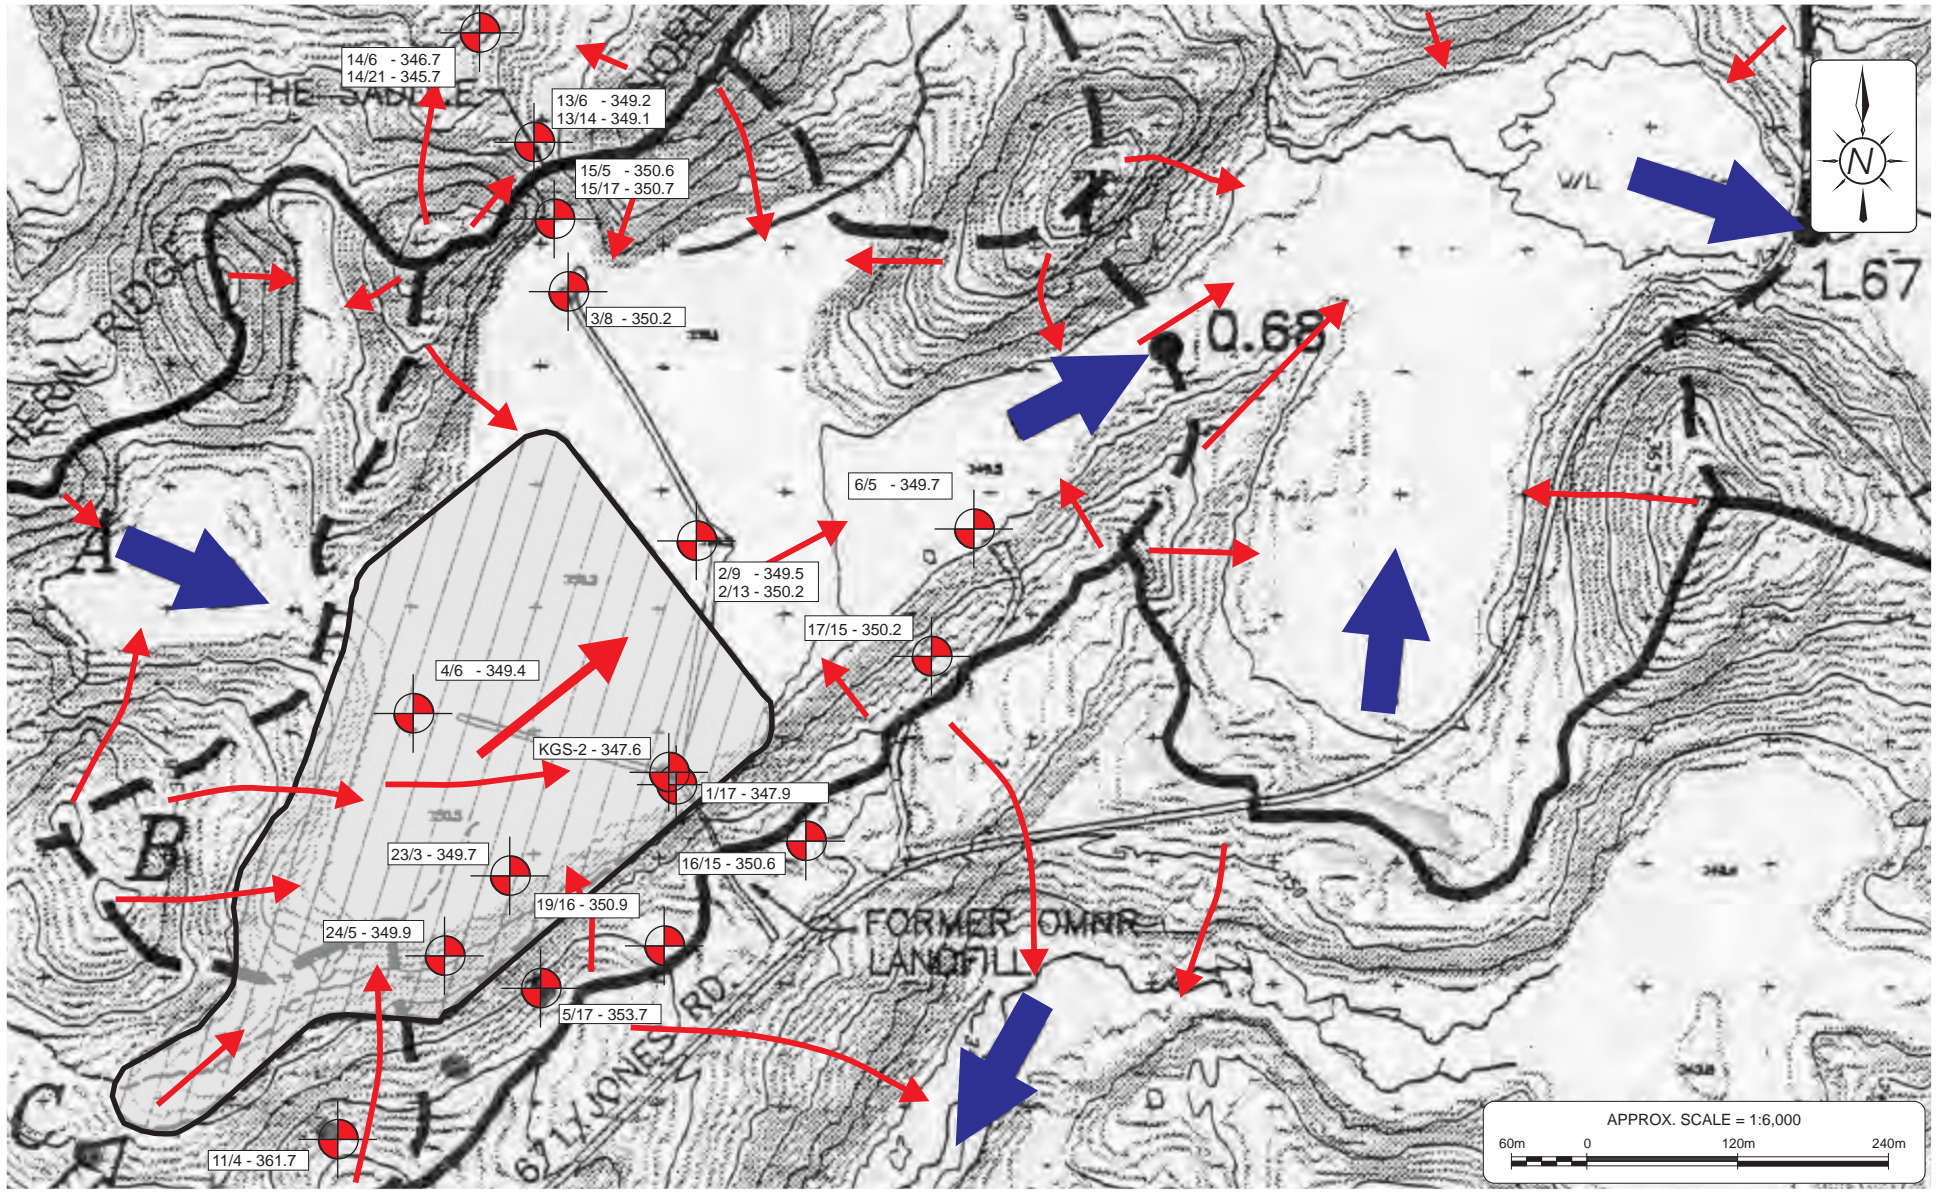 14/6 - 346.7
14/21 - 345.7
THE SADDLE
13/6 - 349.2
13/14 - 349.1
15/5 - 350.6
15/17 - 350.7
N
W/L
1.67
3/8 - 350.2
0.68
A
6/5 - 349.7
2/9 - 349.5
2/13 - 350.2
17/15 - 350.2
4/6 - 349.4
KGS-2 - 347.6
1/17 - 347.9
B
23/3 - 349.7
16/15 - 350.6
19/16 - 350.9
24/5 - 349.9
FORMER OMNR
LANDFILL
5/17 - 353.7
671/JONES RD.
C
11/4 - 361.7
APPROX. SCALE = 1:6,000
60m 0 120m 240m